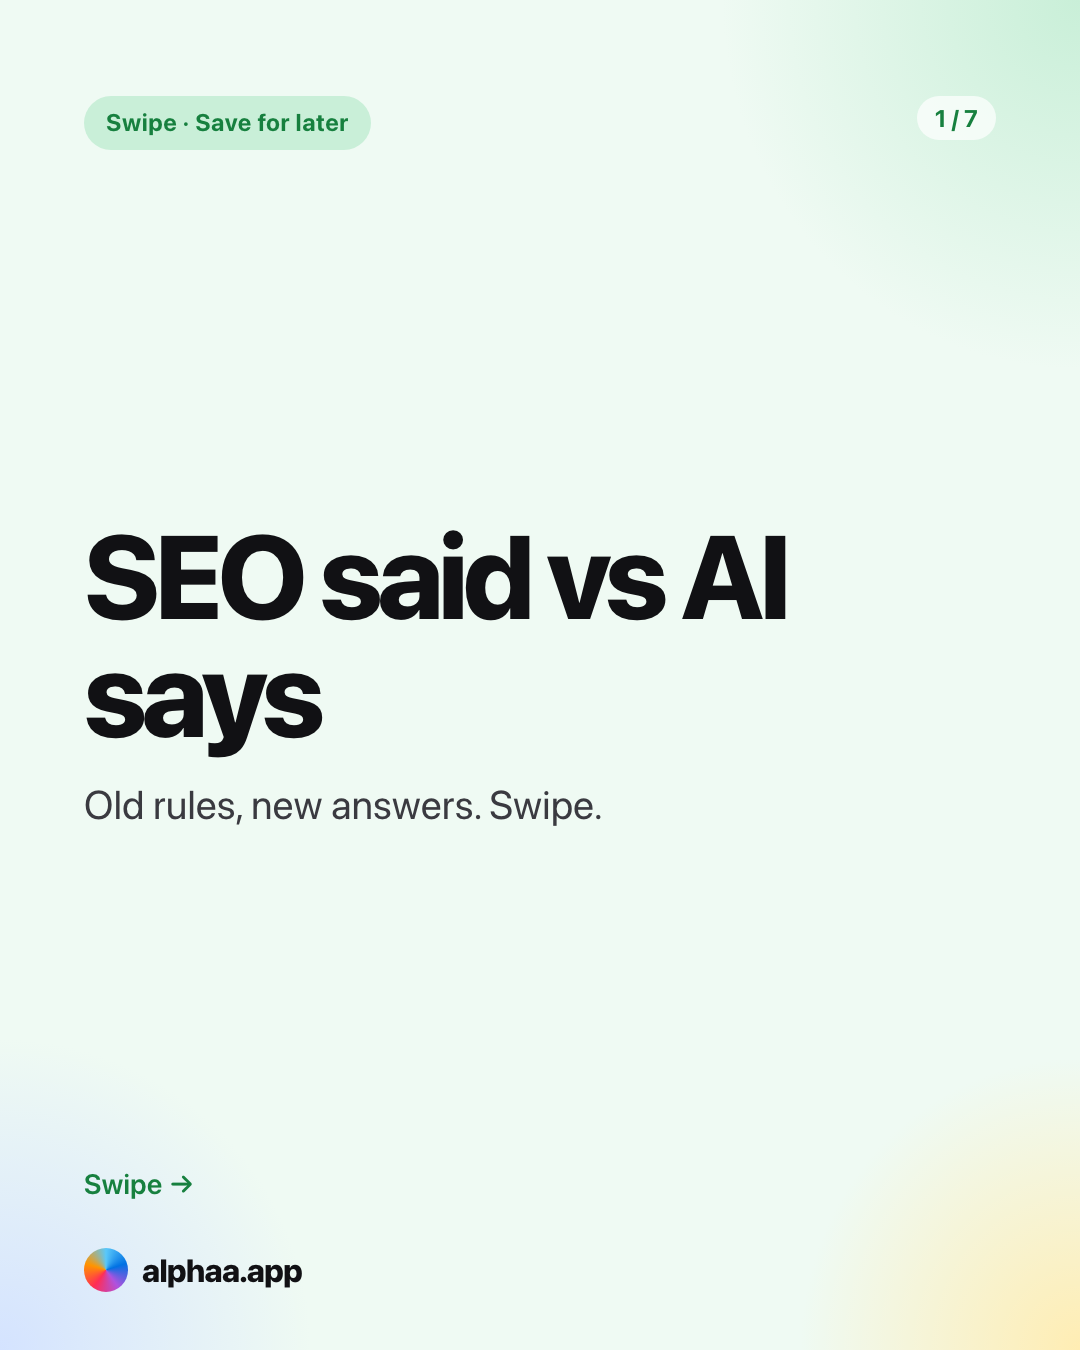 Swipe · Save for later
1 / 7
SEO said vs AI
says
Old rules, new answers. Swipe.
Swipe →
alphaa.app